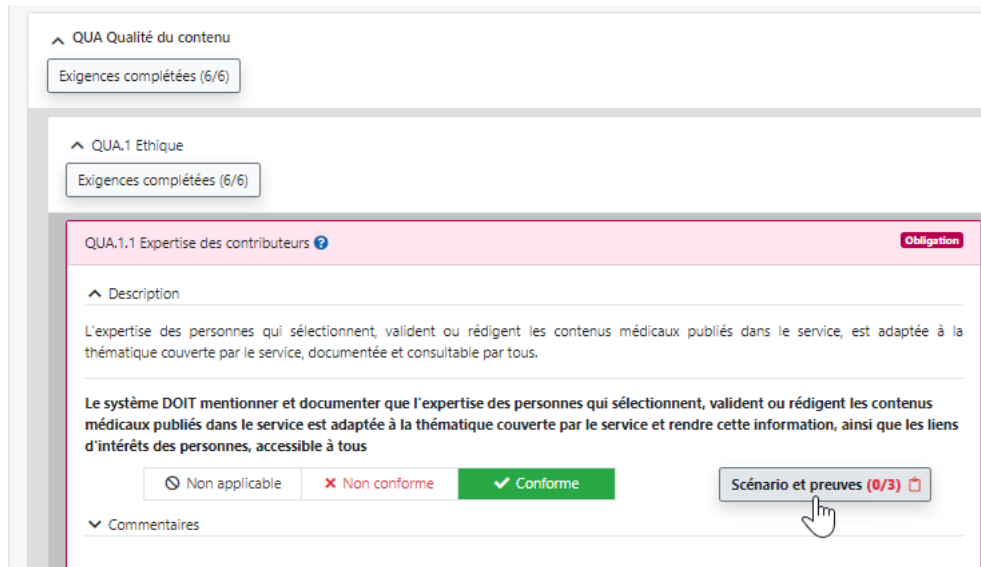 QUA Qualité du contenu
Exigences complétées (6/6)
QUA.1 Ethique
Exigences complétées (6/6)
QUA.1.1 Expertise des contributeurs ?
Obligation
Description
L'expertise des personnes qui sélectionnent, valident ou rédigent les contenus médicaux publiés dans le service, est adaptée à la
thématique couverte par le service, documentée et consultable par tous.
Le système DOIT mentionner et documenter que l'expertise des personnes qui sélectionnent, valident ou rédigent les contenus
médicaux publiés dans le service est adaptée à la thématique couverte par le service et rendre cette information, ainsi que les liens
d'intérêts des personnes, accessible à tous
Non applicable
Non conforme
Conforme
Scénario et preuves (0/3)
Commentaires